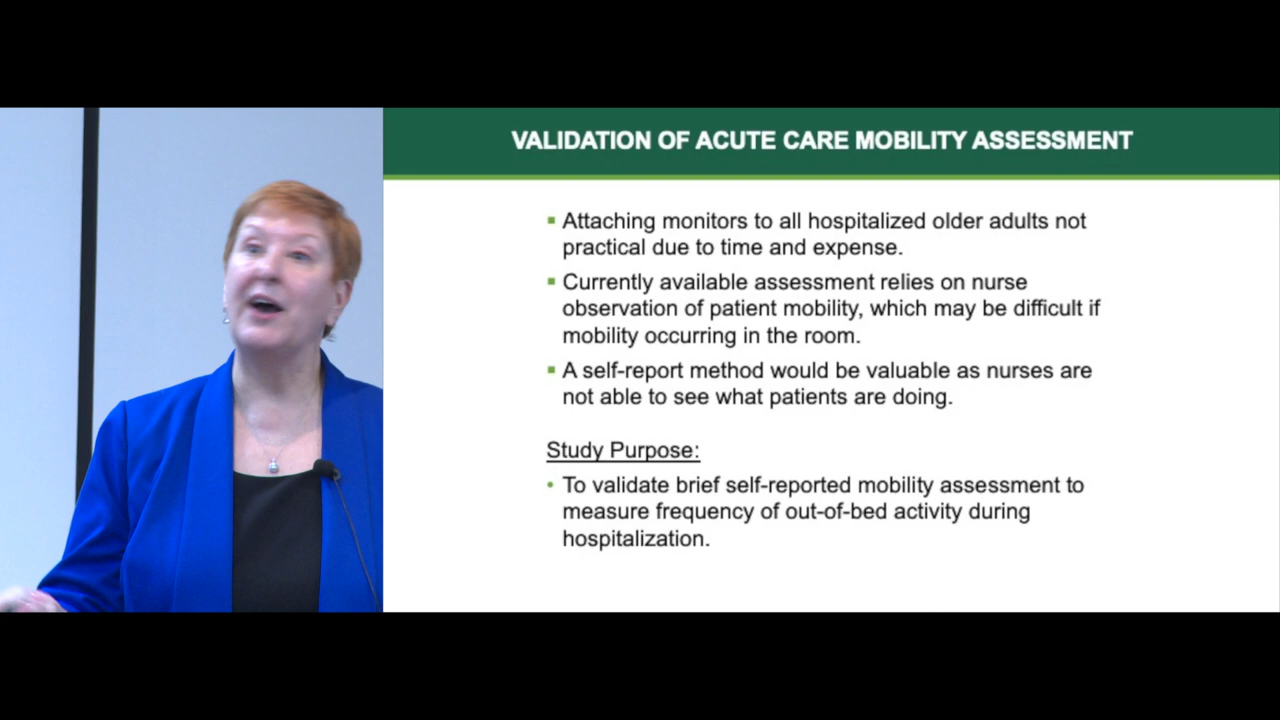 VALIDATION OF ACUTE CARE MOBILITY ASSESSMENT
▪ Attaching monitors to all hospitalized older adults not
practical due to time and expense.
▪ Currently available assessment relies on nurse
observation of patient mobility, which may be difficult if
mobility occurring in the room.
▪ A self-report method would be valuable as nurses are
not able to see what patients are doing.
Study Purpose:
• To validate brief self-reported mobility assessment to
measure frequency of out-of-bed activity during
hospitalization.